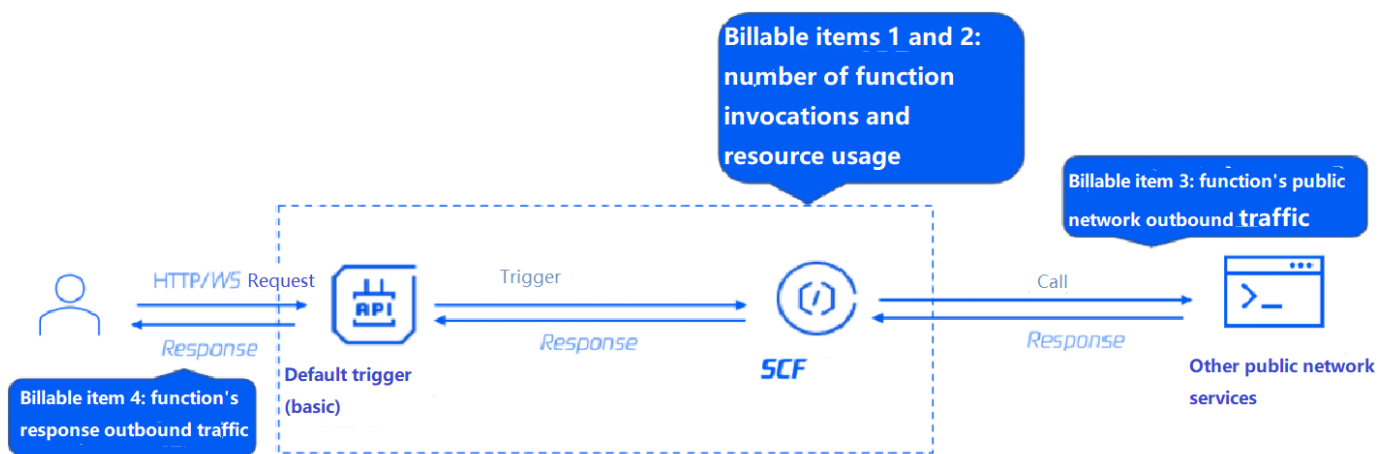 Billable items 1 and 2:
number of function
invocations and
resource usage
Billable item 3: function's public
network outbound traffic
HTTP/WS Request
Trigger
Call
API
Response
Response
Response
SCF
Default trigger
(basic)
Other public network
services
Billable item 4: function's
response outbound traffic